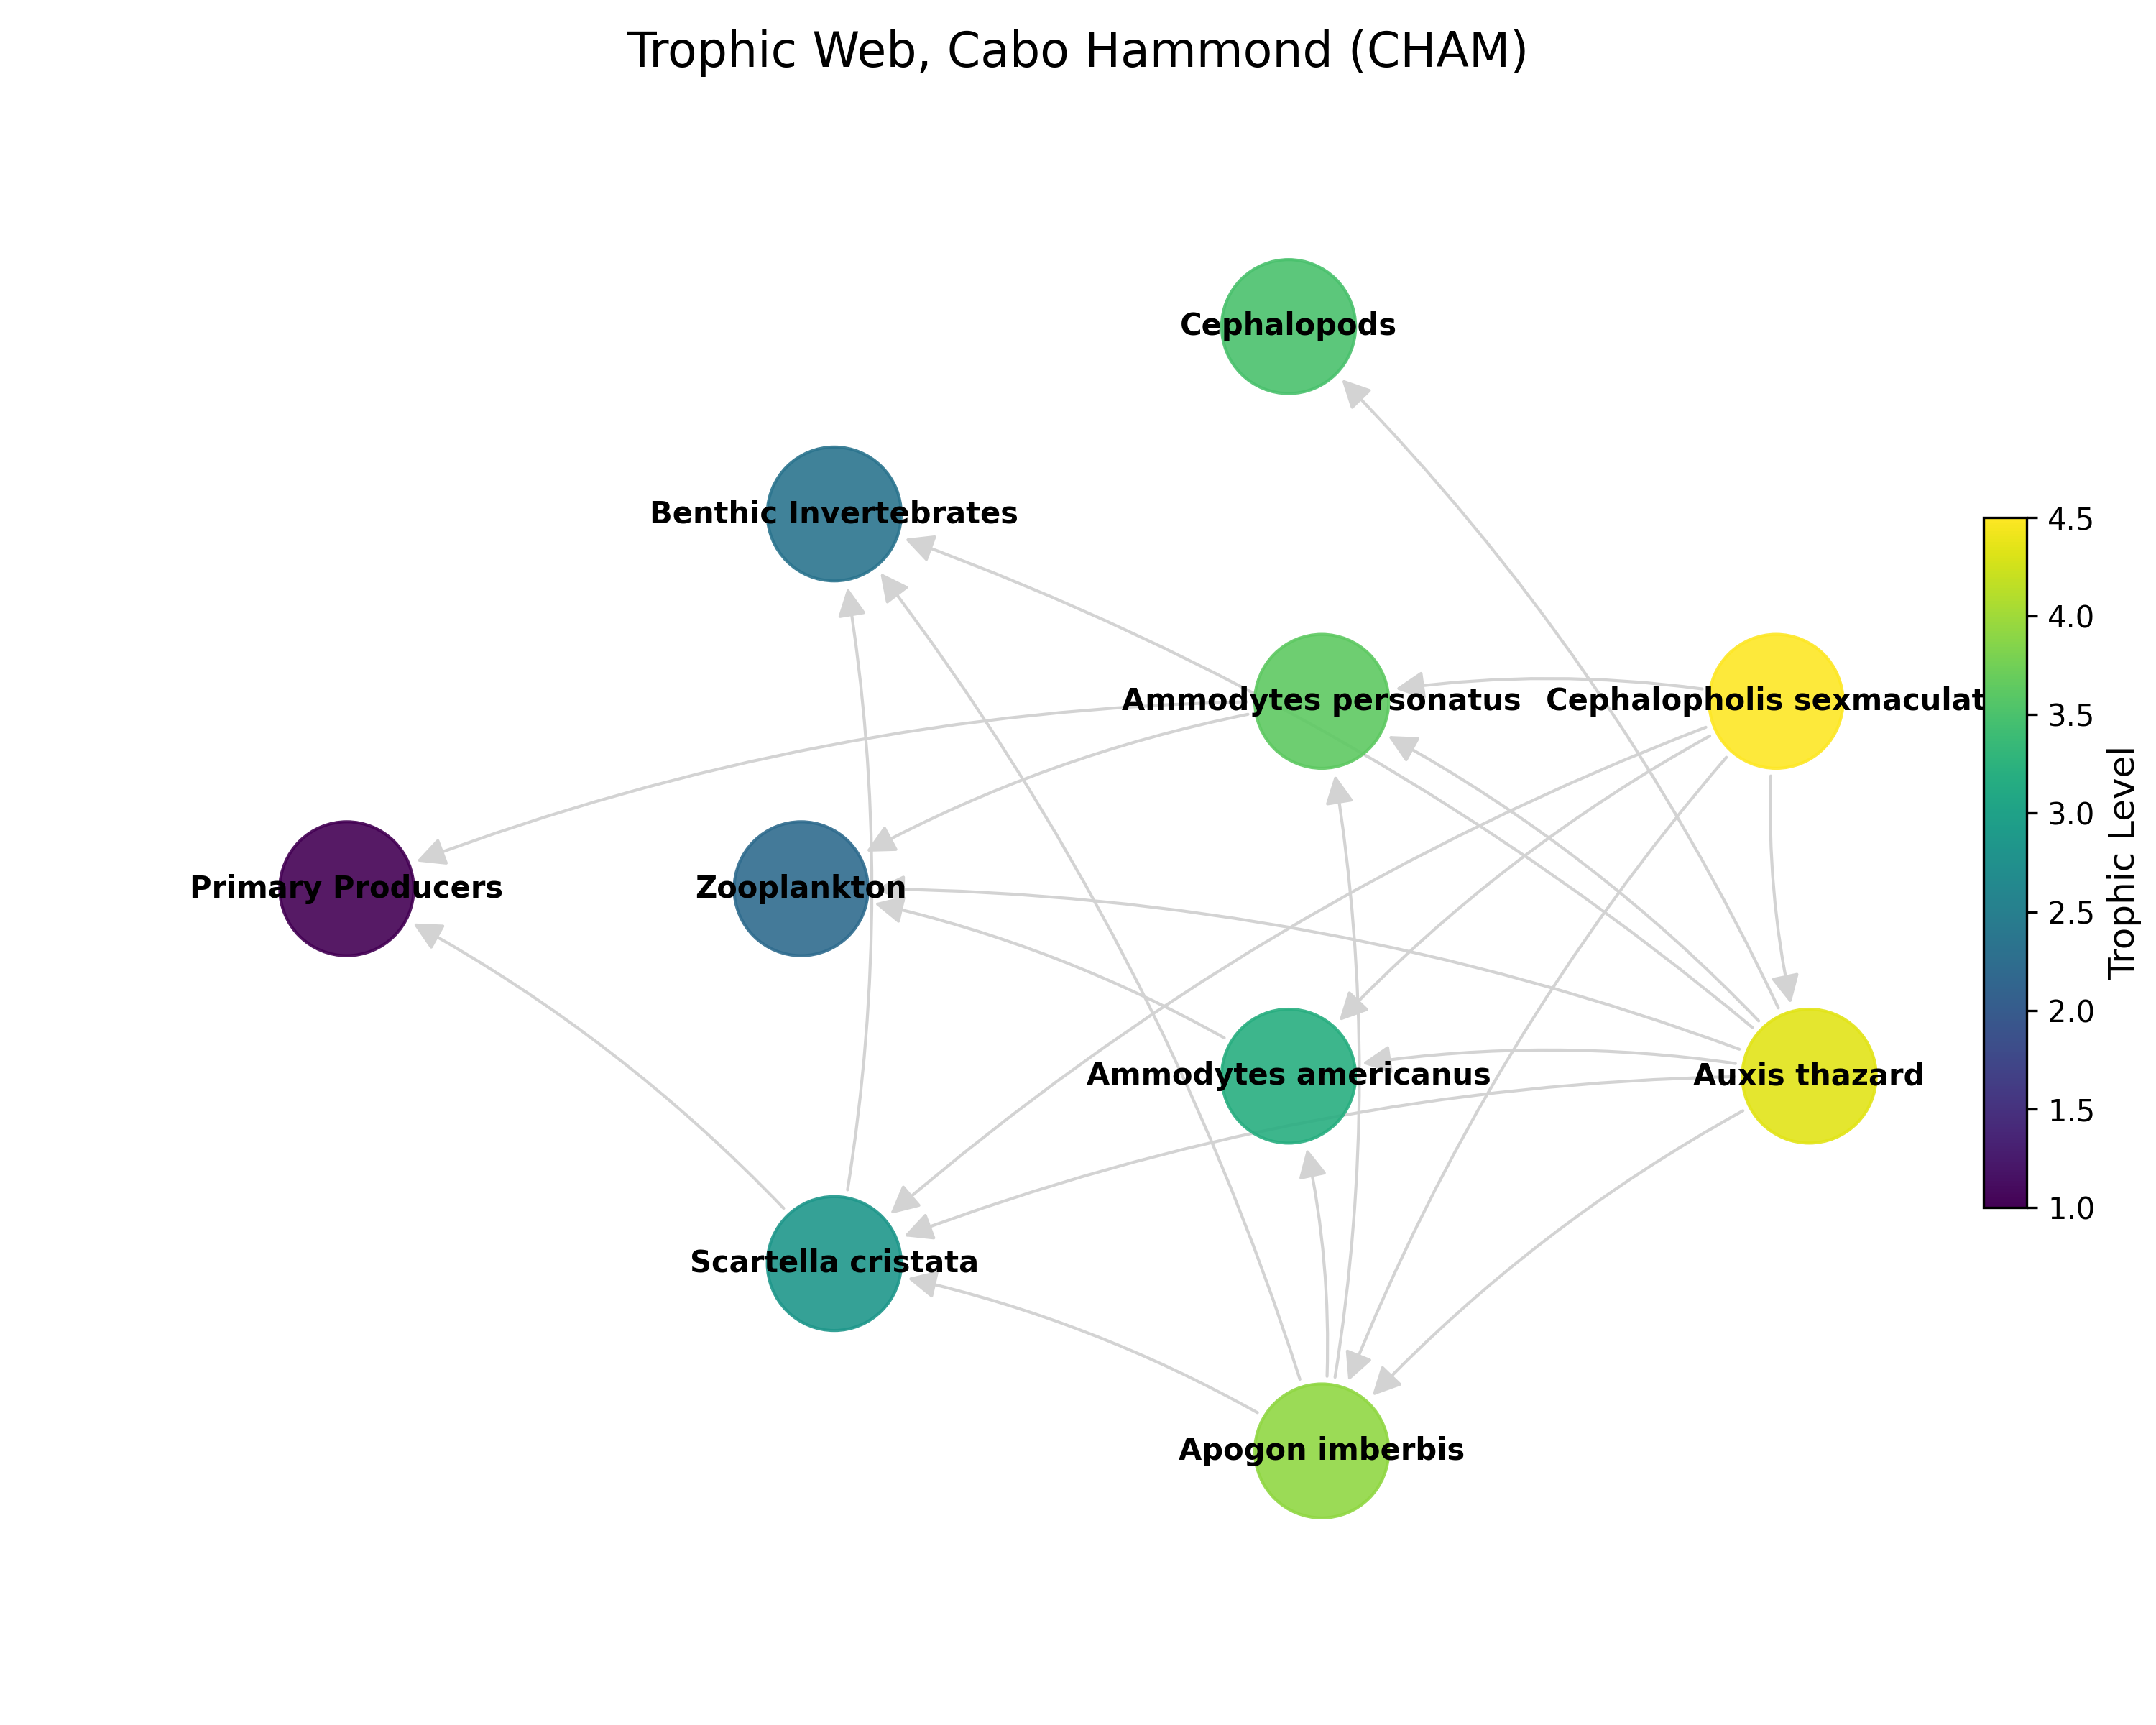 Trophic Web, Cabo Hammond (CHAM)
Cephalopods
Benthic Invertebrates
Ammodytes personatus
Cephalopholis sexmaculat
Primary Producers
Zooplankton
Ammodytes americanus
Auxis thazard
Scartella cristata
Apogon imberbis
4.5
4.0
3.5
3.0
2.5
2.0
1.5
1.0
Trophic Level